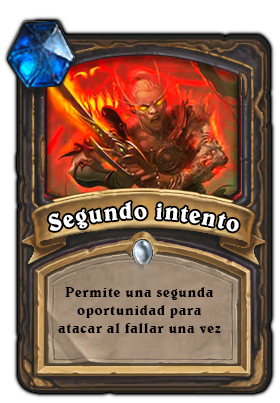 Segundo intento
Permite una segunda
oportunidad para
atacar al fallar una vez